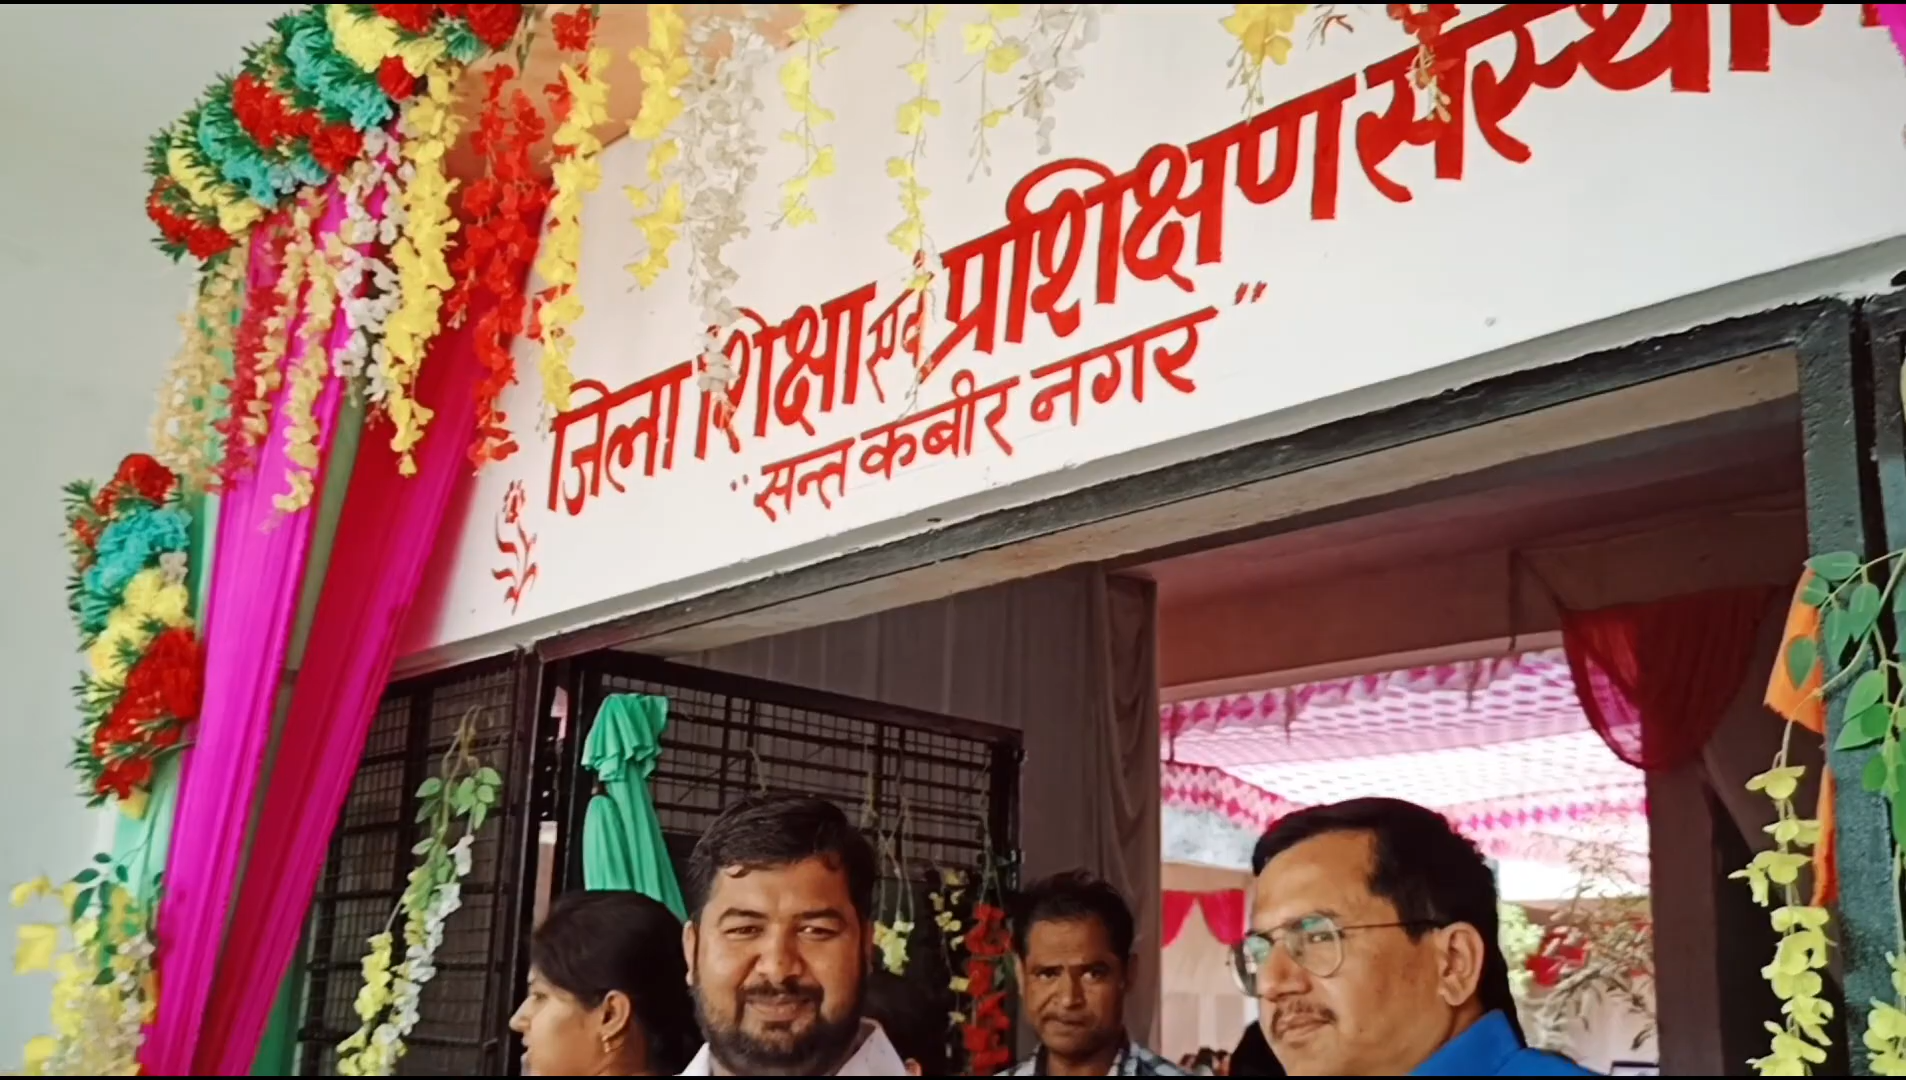 जिला शिक्षा एवं प्रशिक्षण संस्थान
"सन्त कबीर नगर"